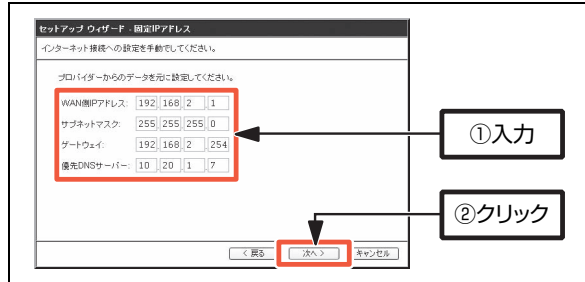 セットアップ ウィザード - 固定IPアドレス
インターネット接続への設定を手動でしてください。
プロバイダーからのデータを元に設定してください。
WAN側IPアドレス: 192 168 2 1
サブネットマスク: 255 255 255 0
ゲートウェイ: 192 168 2 254
優先DNSサーバー: 10 20 1 7
①入力
②クリック
< 戻る 次へ > キャンセル